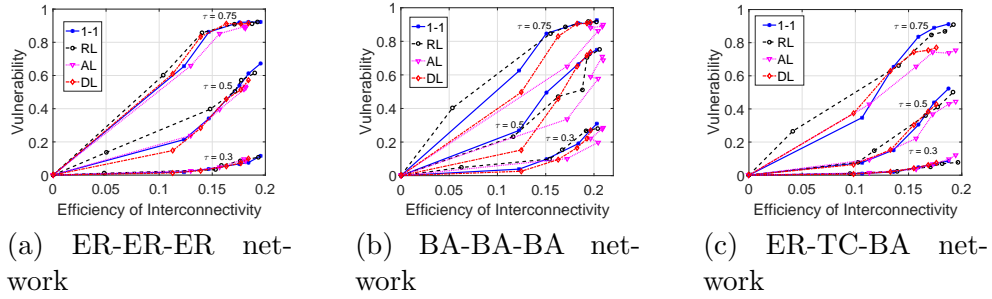 1
0.8
0.6
0.4
0.2
0
Vulnerability
1-1
RL
AL
DL
τ = 0.75
τ = 0.5
τ = 0.3
0 0.05 0.1 0.15 0.2
Efficiency of Interconnectivity
(a) ER-ER-ER net-
work
1
0.8
0.6
0.4
0.2
0
Vulnerability
1-1
RL
AL
DL
τ = 0.75
τ = 0.5
τ = 0.3
0 0.05 0.1 0.15 0.2
Efficiency of Interconnectivity
(b) BA-BA-BA net-
work
1
0.8
0.6
0.4
0.2
0
Vulnerability
1-1
RL
AL
DL
τ = 0.75
τ = 0.5
τ = 0.3
0 0.05 0.1 0.15 0.2
Efficiency of Interconnectivity
(c) ER-TC-BA net-
work